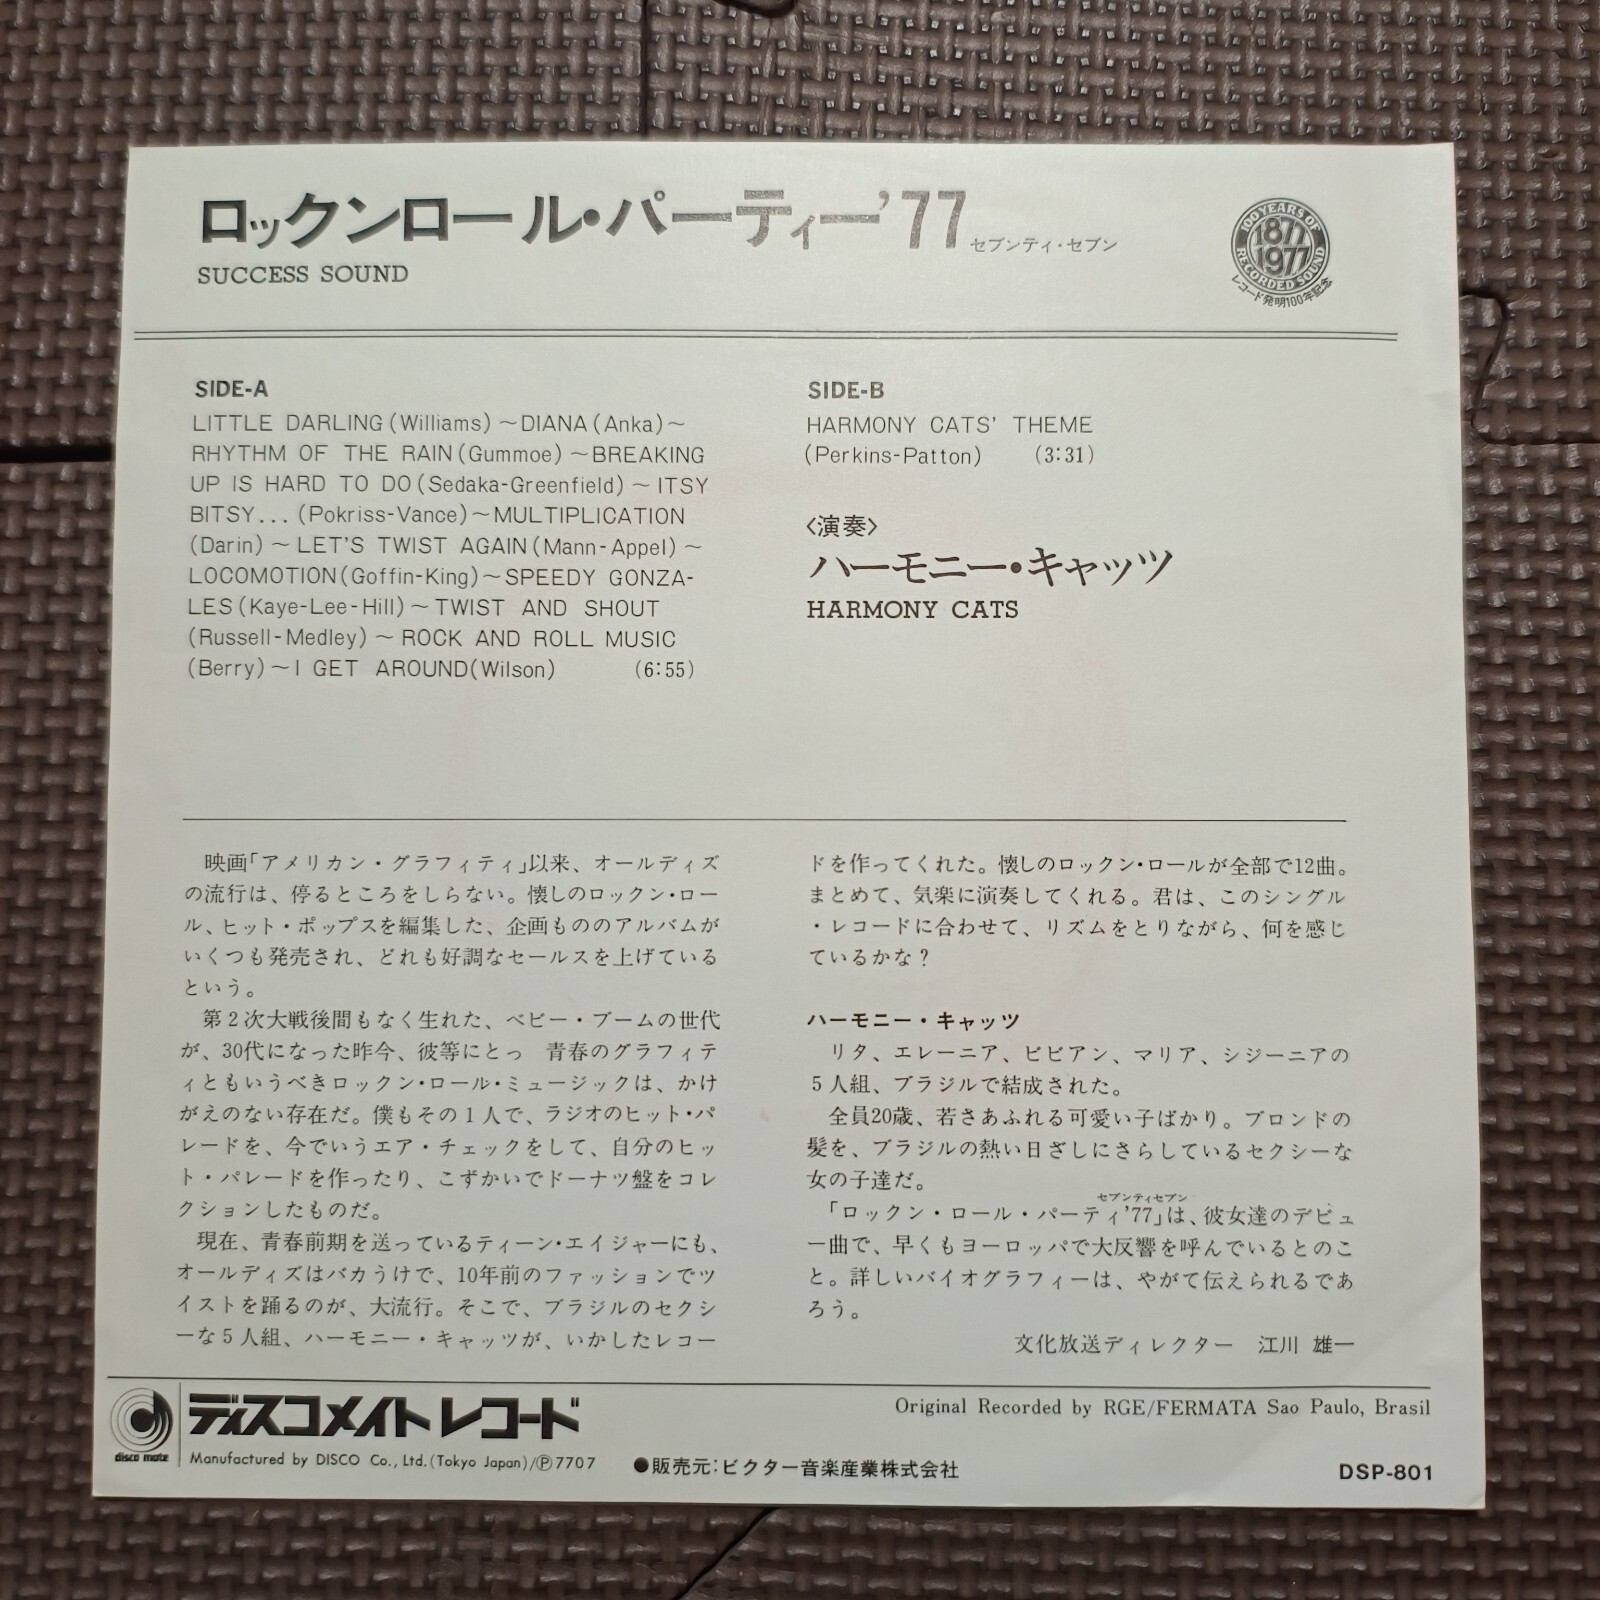 ロックンロール・パーティー'77 セブンティ・セブン
SUCCESS SOUND
100 YEARS OF
1877
1977
RECORDED SOUND
レコード発明100年記念
SIDE-A
LITTLE DARLING (Williams) ～DIANA (Anka)～
RHYTHM OF THE RAIN (Gummoe) ～BREAKING
UP IS HARD TO DO (Sedaka-Greenfield) ～ ITSY
BITSY... (Pokriss-Vance)～MULTIPLICATION
(Darin) ～ LET'S TWIST AGAIN (Mann-Appel) ～
LOCOMOTION (Goffin-King)～SPEEDY GONZA-
LES (Kaye-Lee-Hill) ～ TWIST AND SHOUT
(Russell-Medley) ～ ROCK AND ROLL MUSIC
(Berry)～I GET AROUND (Wilson) (6:55)
SIDE-B
HARMONY CATS' THEME
(Perkins-Patton) (3:31)
〈演奏〉
ハーモニー・キャッツ
HARMONY CATS
映画「アメリカン・グラフィティ」以来、オールディズ
の流行は、停るところをしらない。懐しのロックン・ロー
ル、ヒット・ポップスを編集した、企画もののアルバムが
いくつも発売され、どれも好調なセールスを上げている
という。
第2次大戦後間もなく生れた、ベビー・ブームの世代
が、30代になった昨今、彼等にとっ 青春のグラフィテ
ィともいうべきロックン・ロール・ミュージックは、かけ
がえのない存在だ。僕もその1人で、ラジオのヒット・パ
レードを、今でいうエア・チェックをして、自分のヒッ
ト・パレードを作ったり、こずかいでドーナツ盤をコレ
クションしたものだ。
現在、青春前期を送っているティーン・エイジャーにも、
オールディズはバカうけで、10年前のファッションでツ
イストを踊るのが、大流行。そこで、ブラジルのセクシ
ーな5人組、ハーモニー・キャッツが、いかしたレコー
ドを作ってくれた。懐しのロックン・ロールが全部で12曲。
まとめて、気楽に演奏してくれる。君は、このシングル
・レコードに合わせて、リズムをとりながら、何を感じ
ているかな？
ハーモニー・キャッツ
リタ、エレーニア、ビビアン、マリア、シジーニアの
5人組、ブラジルで結成された。
全員20歳、若さあふれる可愛い子ばかり。ブロンドの
髪を、ブラジルの熱い日ざしにさらしているセクシーな
女の子達だ。
セブンティセブン
「ロックン・ロール・パーティ'77」は、彼女達のデビュ
ー曲で、早くもヨーロッパで大反響を呼んでいるとのこ
と。詳しいバイオグラフィーは、やがて伝えられるであ
ろう。
文化放送ディレクター 江川 雄一
disco mate
ディスコメイト レコード
Manufactured by DISCO Co., Ltd. (Tokyo Japan)/Ⓟ7707
●販売元：ビクター音楽産業株式会社
Original Recorded by RGE/FERMATA Sao Paulo, Brasil
DSP-801